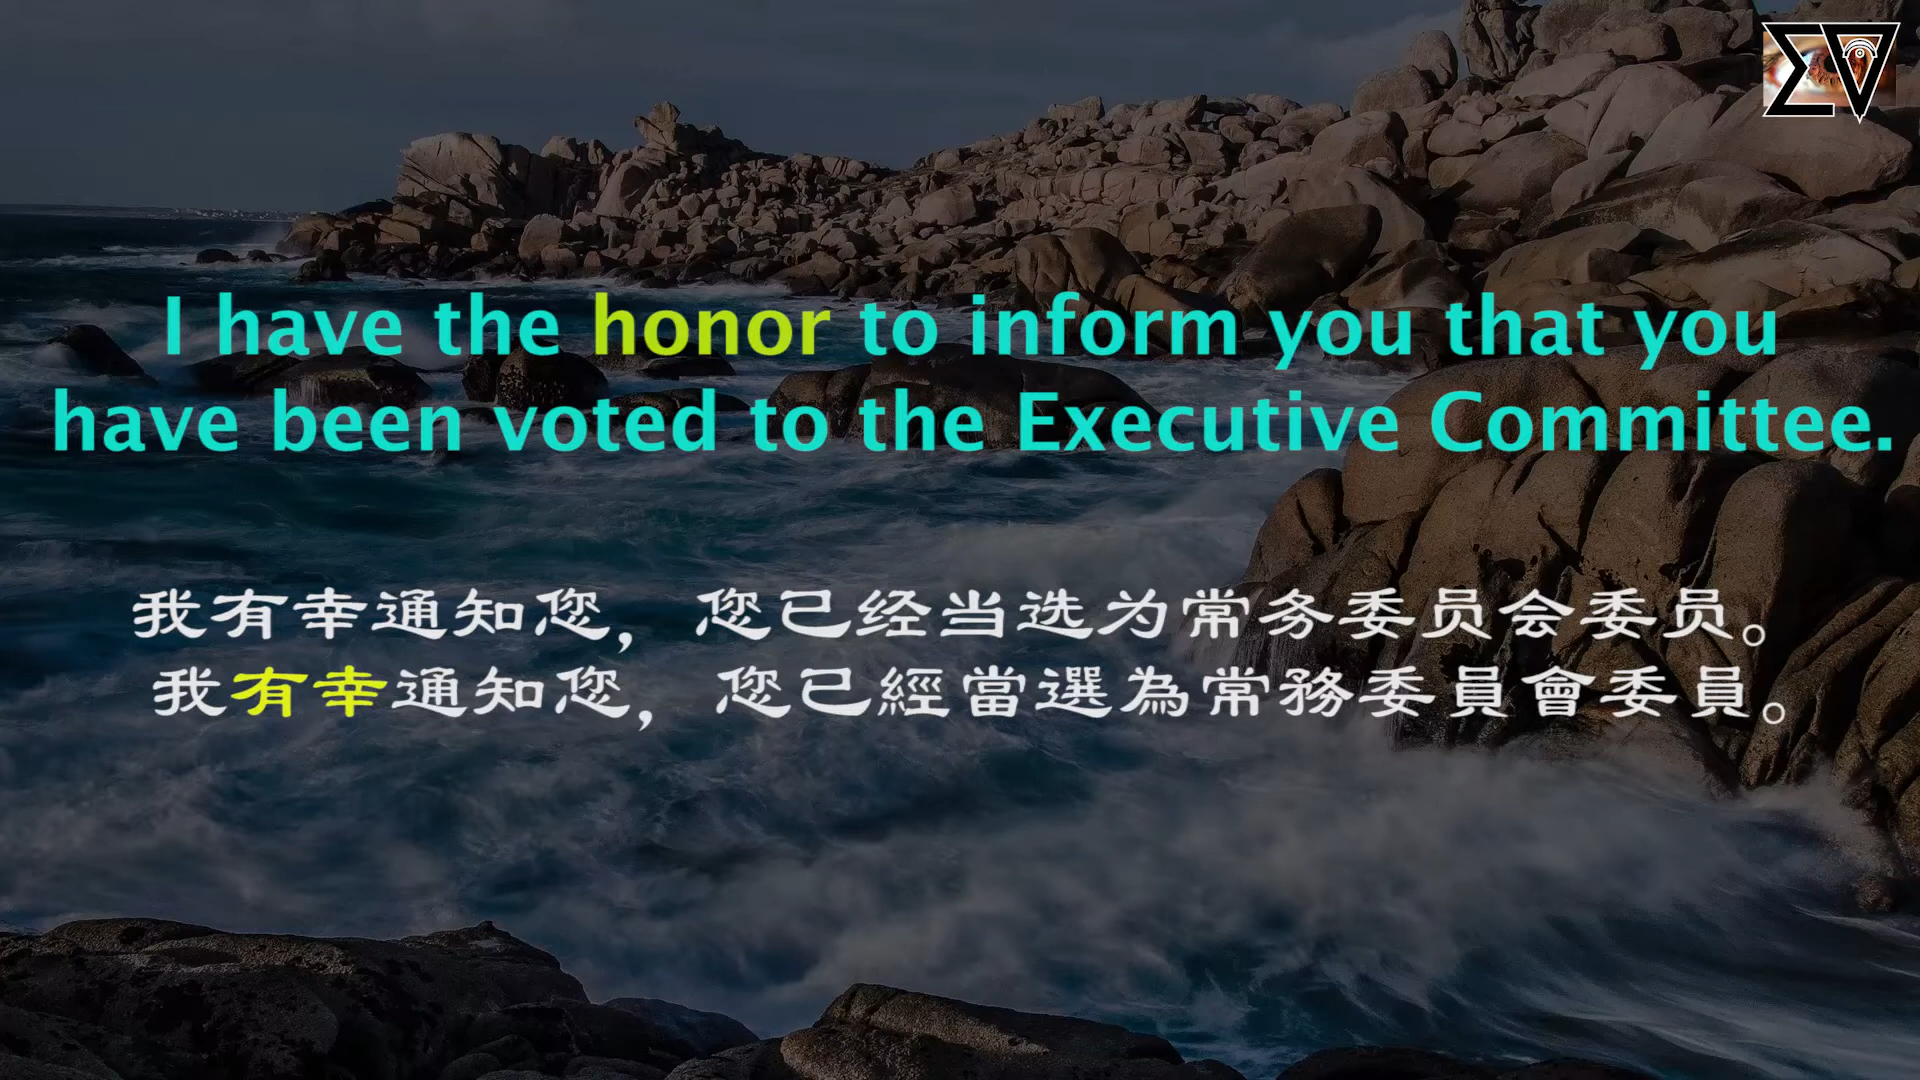 I have the honor to inform you that you
have been voted to the Executive Committee.
我有幸通知您，您已经当选为常务委员会委员。
我有幸通知您，您已經當選為常務委員會委員。